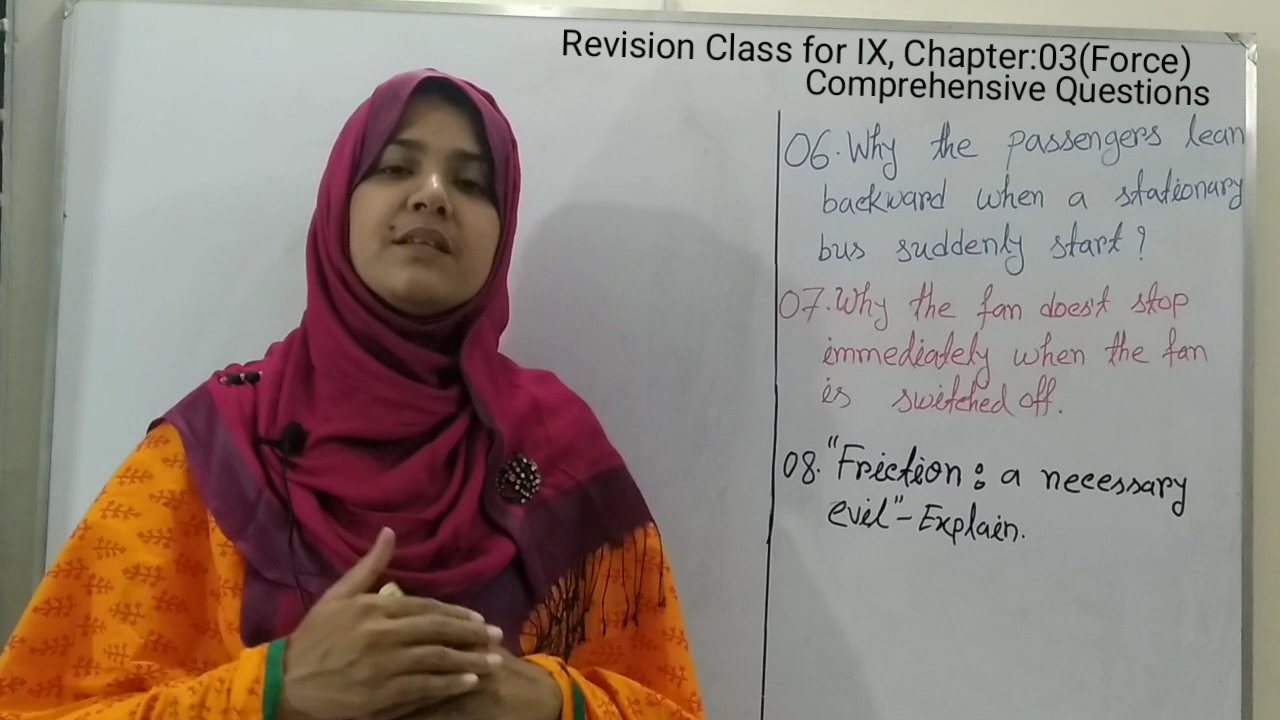 Revision Class for IX, Chapter:03(Force)
Comprehensive Questions
06. Why the passengers lean
backward when a stationary
bus suddenly start?
07. Why the fan does't stop
immediately when the fan
is switched off.
08. "Friction: a necessary
evil" - Explain.